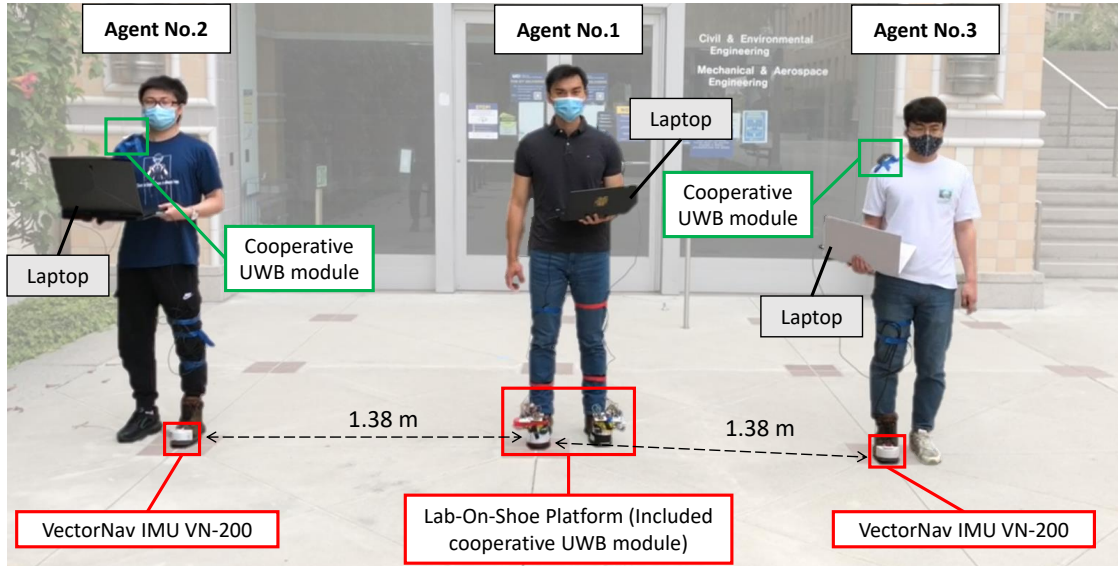 Agent No.2
Agent No.1
Agent No.3
Civil & Environmental
Engineering
Mechanical & Aerospace
Engineering
Laptop
Cooperative
UWB module
Cooperative
UWB module
Laptop
Laptop
1.38 m
1.38 m
VectorNav IMU VN-200
Lab-On-Shoe Platform (Included
cooperative UWB module)
VectorNav IMU VN-200